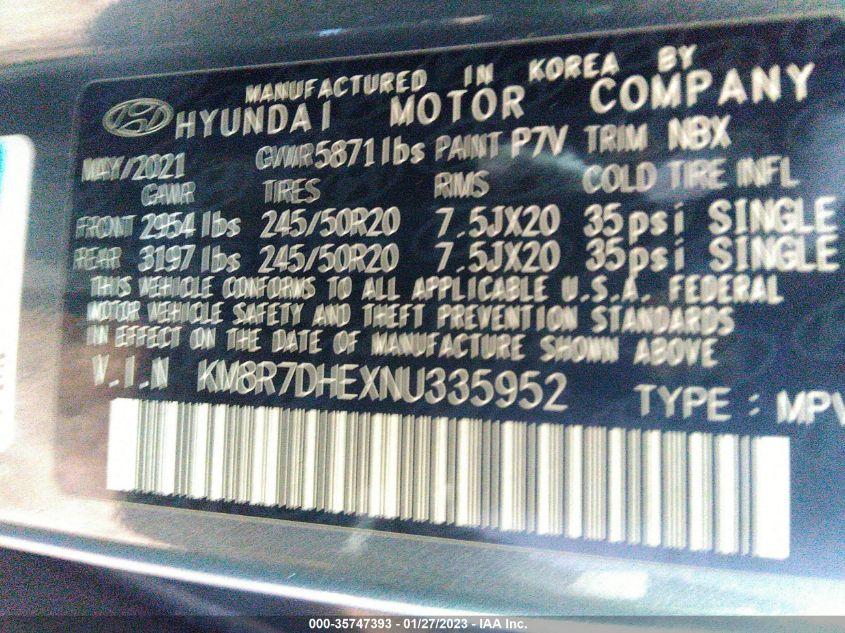 MANUFACTURED IN KOREA BY
HYUNDAI MOTOR COMPANY
MAY/2021 GVWR 5871 lbs PAINT P7V TRIM NBX
GAWR TIRES RIMS COLD TIRE INFL
FRONT 2954 lbs 245/50R20 7.5JX20 35psi SINGLE
REAR 3197 lbs 245/50R20 7.5JX20 35psi SINGLE
THIS VEHICLE CONFORMS TO ALL APPLICABLE U.S.A. FEDERAL
MOTOR VEHICLE SAFETY AND THEFT PREVENTION STANDARDS
IN EFFECT ON THE DATE OF MANUFACTURE SHOWN ABOVE
V.I.N KM8R7DHEXNU335952 TYPE : MPV
000-35747393 - 01/27/2023 - IAA Inc.